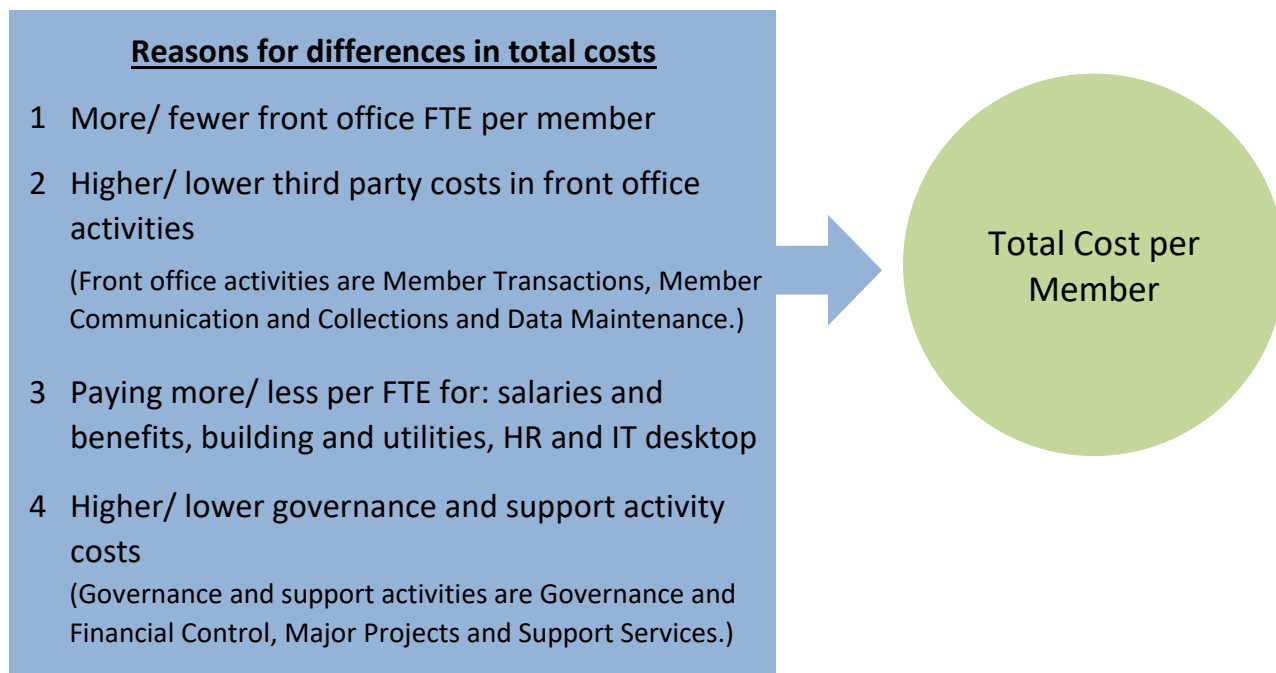 Reasons for differences in total costs
1 More/ fewer front office FTE per member
2 Higher/ lower third party costs in front office
activities
(Front office activities are Member Transactions, Member
Communication and Collections and Data Maintenance.)
3 Paying more/ less per FTE for: salaries and
benefits, building and utilities, HR and IT desktop
4 Higher/ lower governance and support activity
costs
(Governance and support activities are Governance and
Financial Control, Major Projects and Support Services.)
Total Cost per
Member